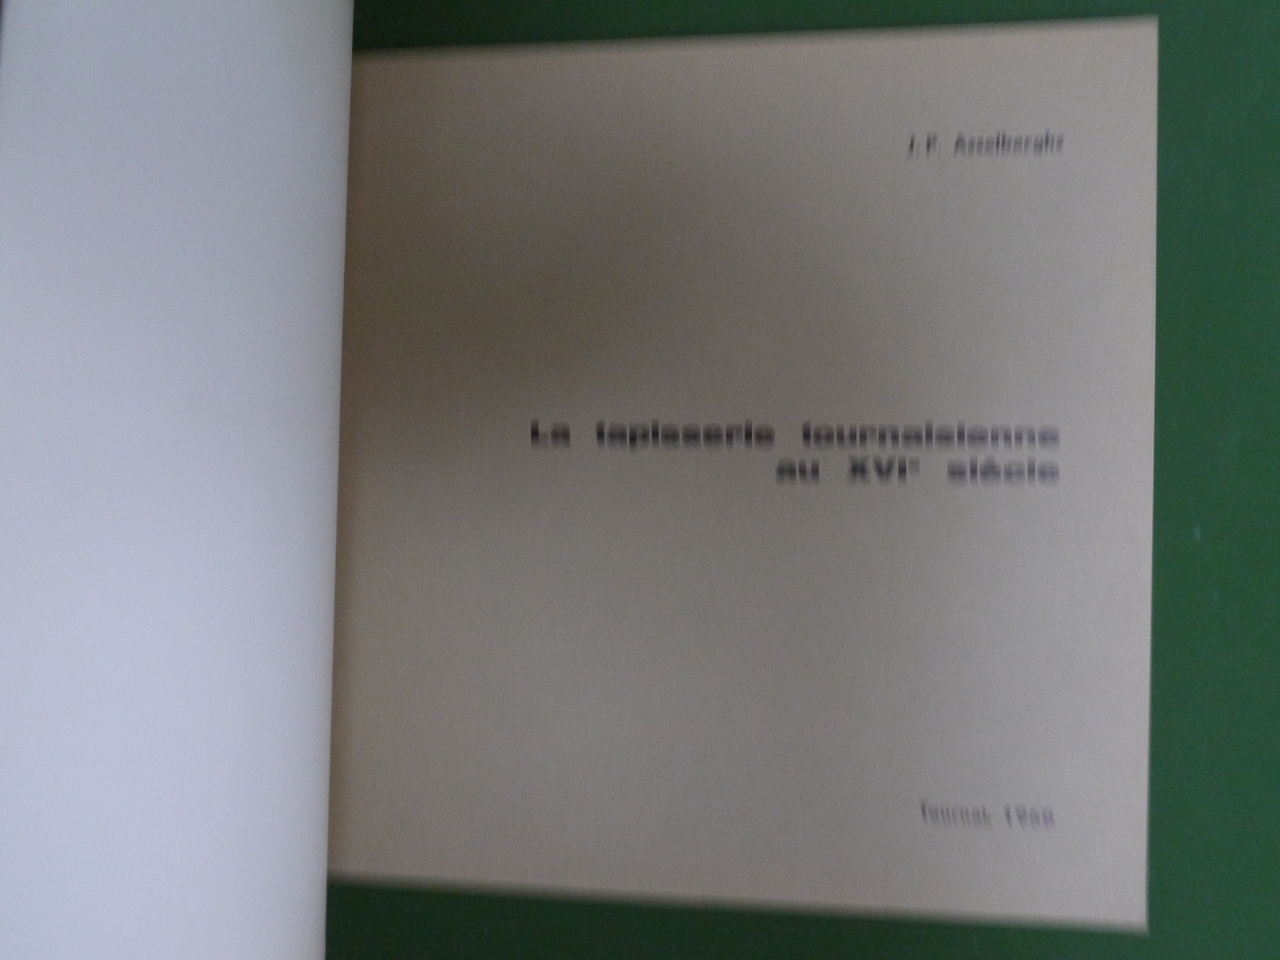 J. P. Asselberghs
La tapisserie tournaisienne
au XVIᵉ siècle
Tournai, 1968